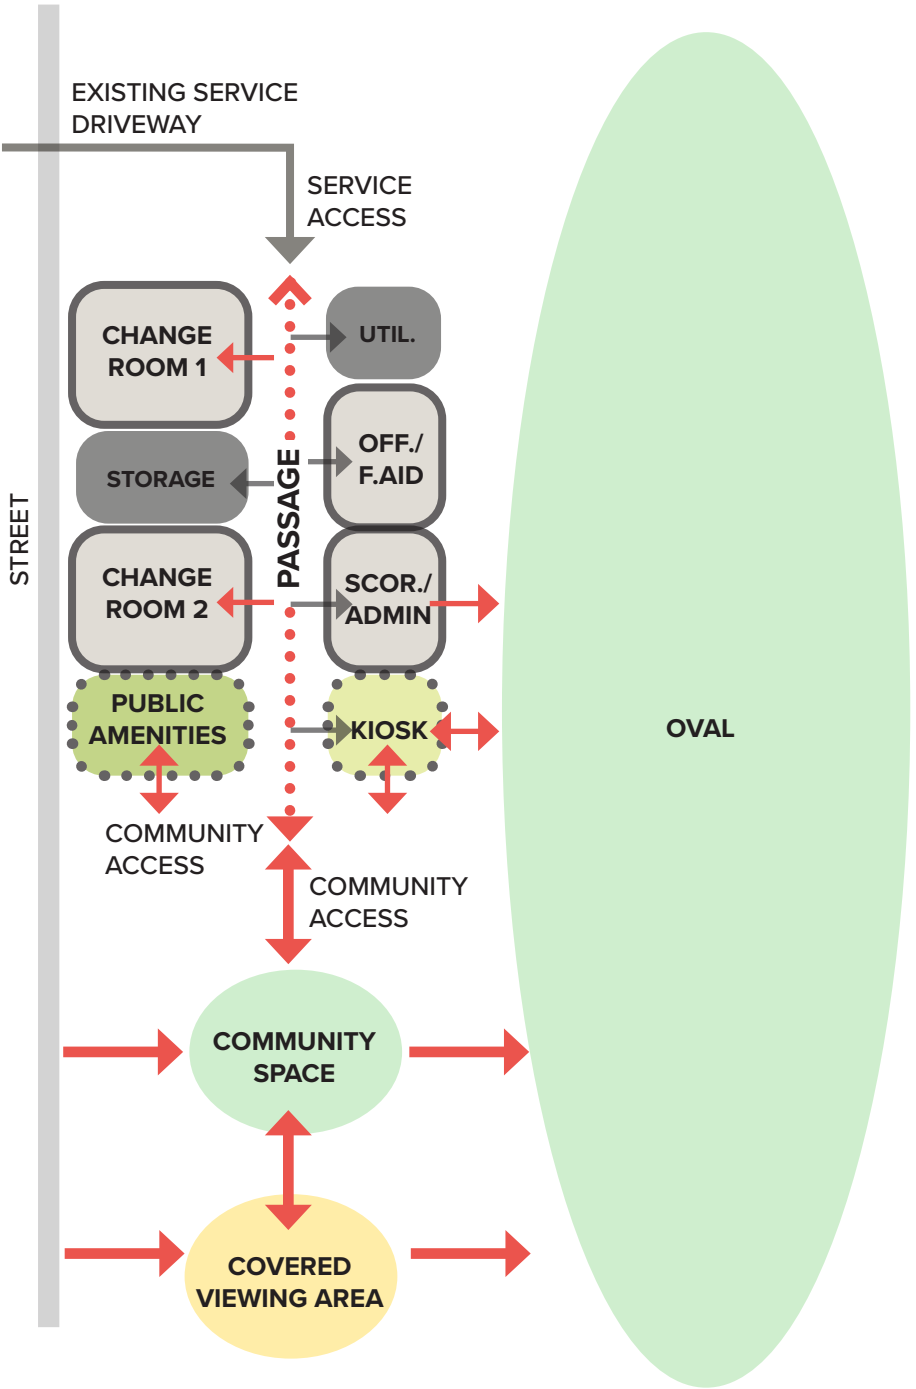 EXISTING SERVICE
DRIVEWAY
SERVICE
ACCESS
CHANGE
ROOM 1
UTIL.
STORAGE
OFF./
F.AID
PASSAGE
STREET
CHANGE
ROOM 2
SCOR./
ADMIN
PUBLIC
AMENITIES
KIOSK
OVAL
COMMUNITY
ACCESS
COMMUNITY
ACCESS
COMMUNITY
SPACE
COVERED
VIEWING AREA